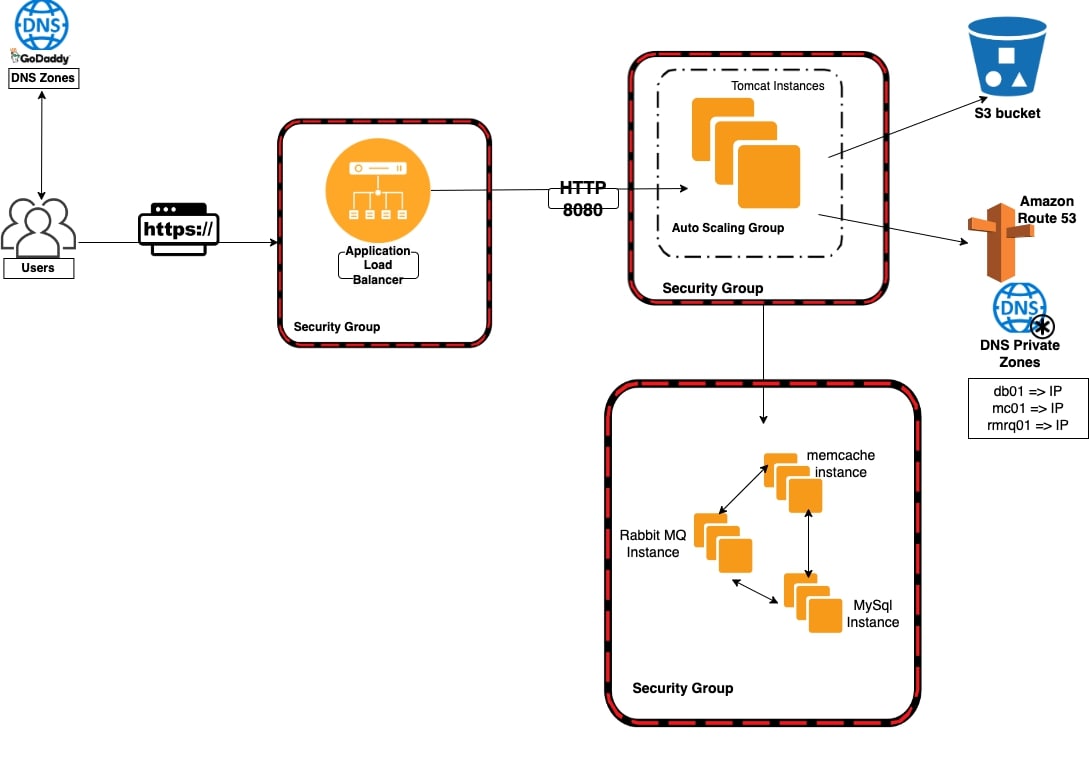 DNS
GoDaddy
DNS Zones
Users
https://
Application
Load
Balancer
Security Group
HTTP
8080
Tomcat Instances
Auto Scaling Group
Security Group
S3 bucket
Amazon
Route 53
DNS
DNS Private
Zones
db01 => IP
mc01 => IP
rmrq01 => IP
memcache
instance
Rabbit MQ
Instance
MySql
Instance
Security Group